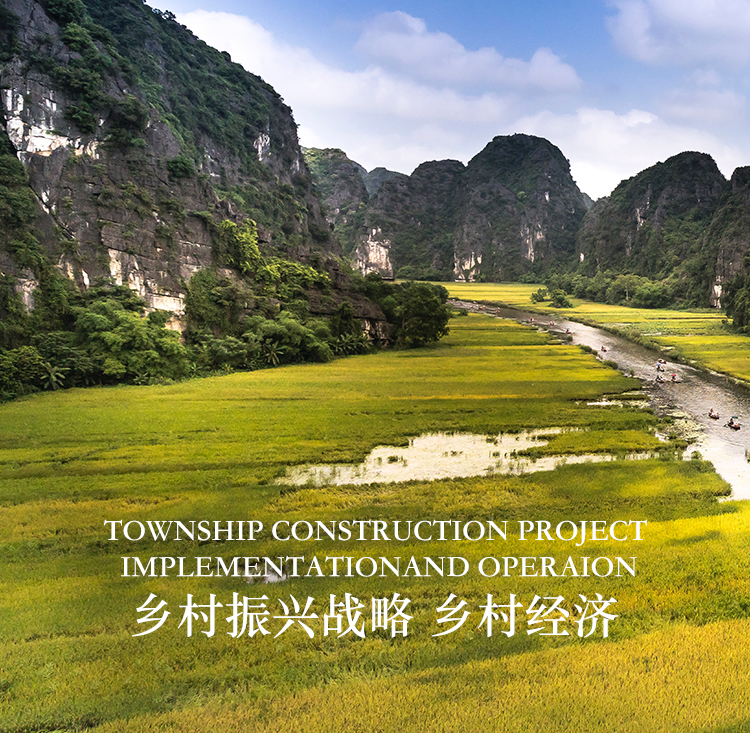 TOWNSHIP CONSTRUCTION PROJECT
IMPLEMENTATIONAND OPERAION
乡村振兴战略 乡村经济